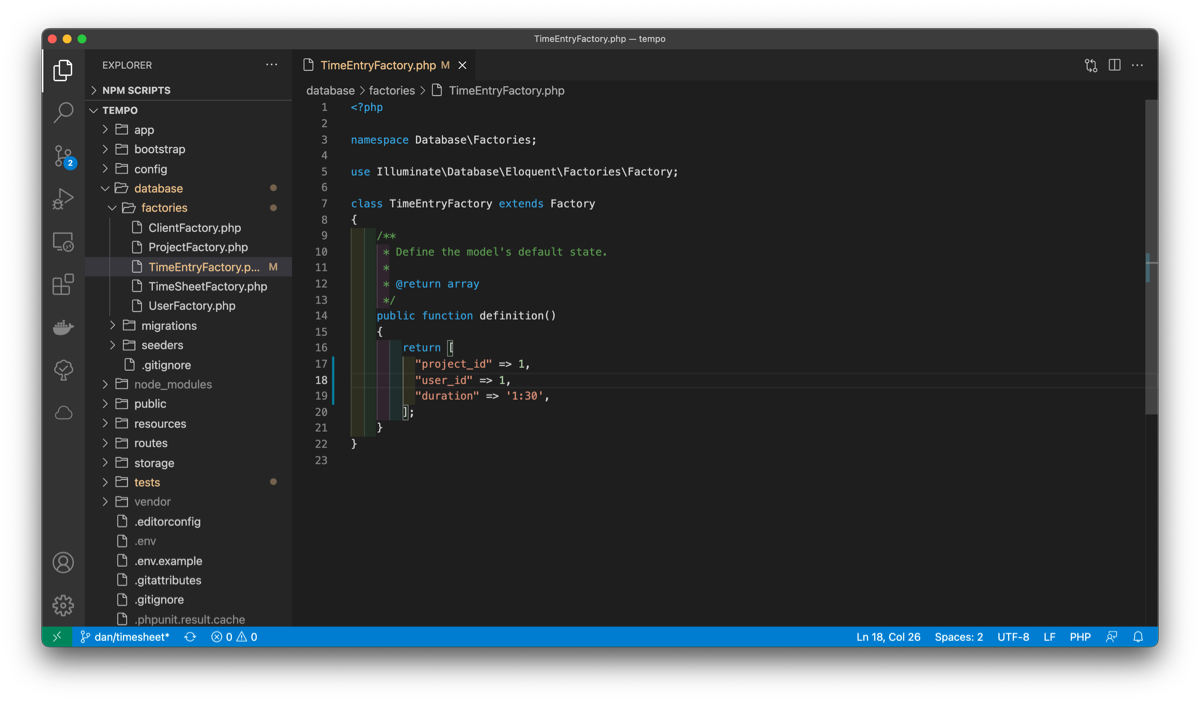 TimeEntryFactory.php — tempo
EXPLORER
NPM SCRIPTS
TEMPO
app
bootstrap
config
database
factories
ClientFactory.php
ProjectFactory.php
TimeEntryFactory.p... M
TimeSheetFactory.php
UserFactory.php
migrations
seeders
.gitignore
node_modules
public
resources
routes
storage
tests
vendor
.editorconfig
.env
.env.example
.gitattributes
.gitignore
.phpunit.result.cache
2
TimeEntryFactory.php M
database > factories > TimeEntryFactory.php
1 <?php
2
3 namespace Database\Factories;
4
5 use Illuminate\Database\Eloquent\Factories\Factory;
6
7 class TimeEntryFactory extends Factory
8 {
9 /**
10 * Define the model's default state.
11 *
12 * @return array
13 */
14 public function definition()
15 {
16 return [
17 "project_id" => 1,
18 "user_id" => 1,
19 "duration" => '1:30',
20 ];
21 }
22 }
23
dan/timesheet* 0 0 Ln 18, Col 26 Spaces: 2 UTF-8 LF PHP